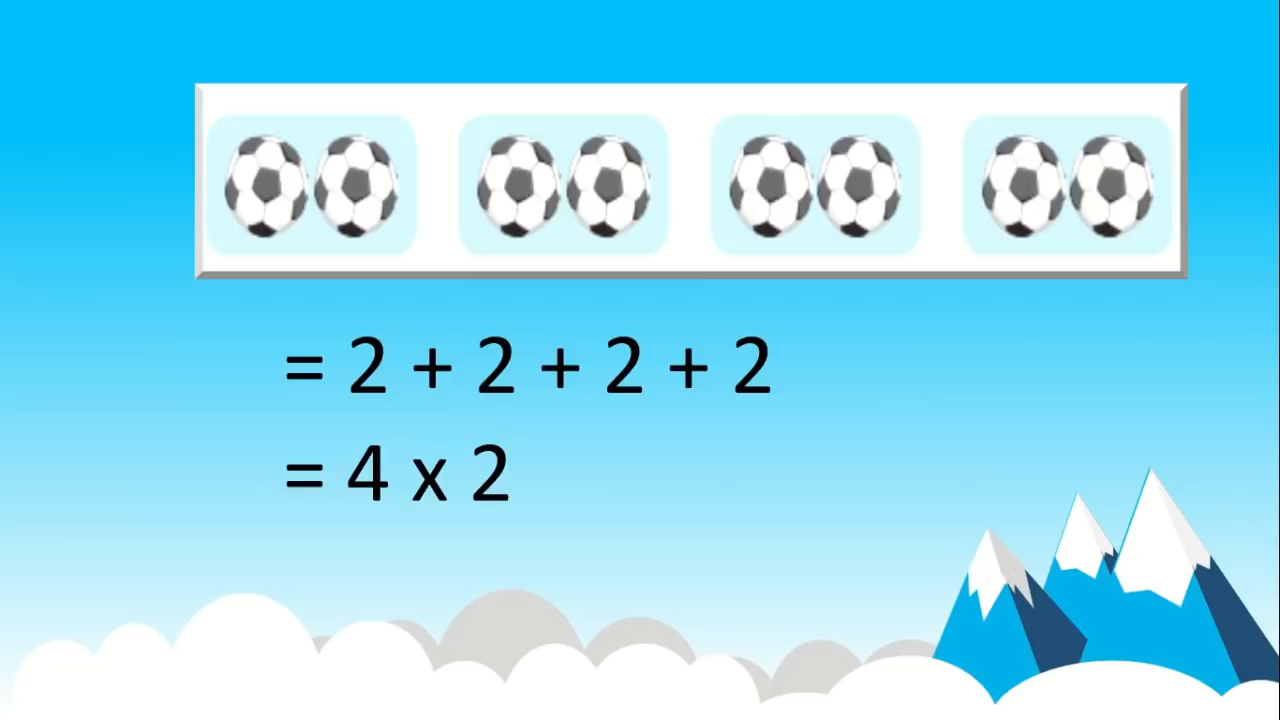 = 2 + 2 + 2 + 2
= 4 x 2